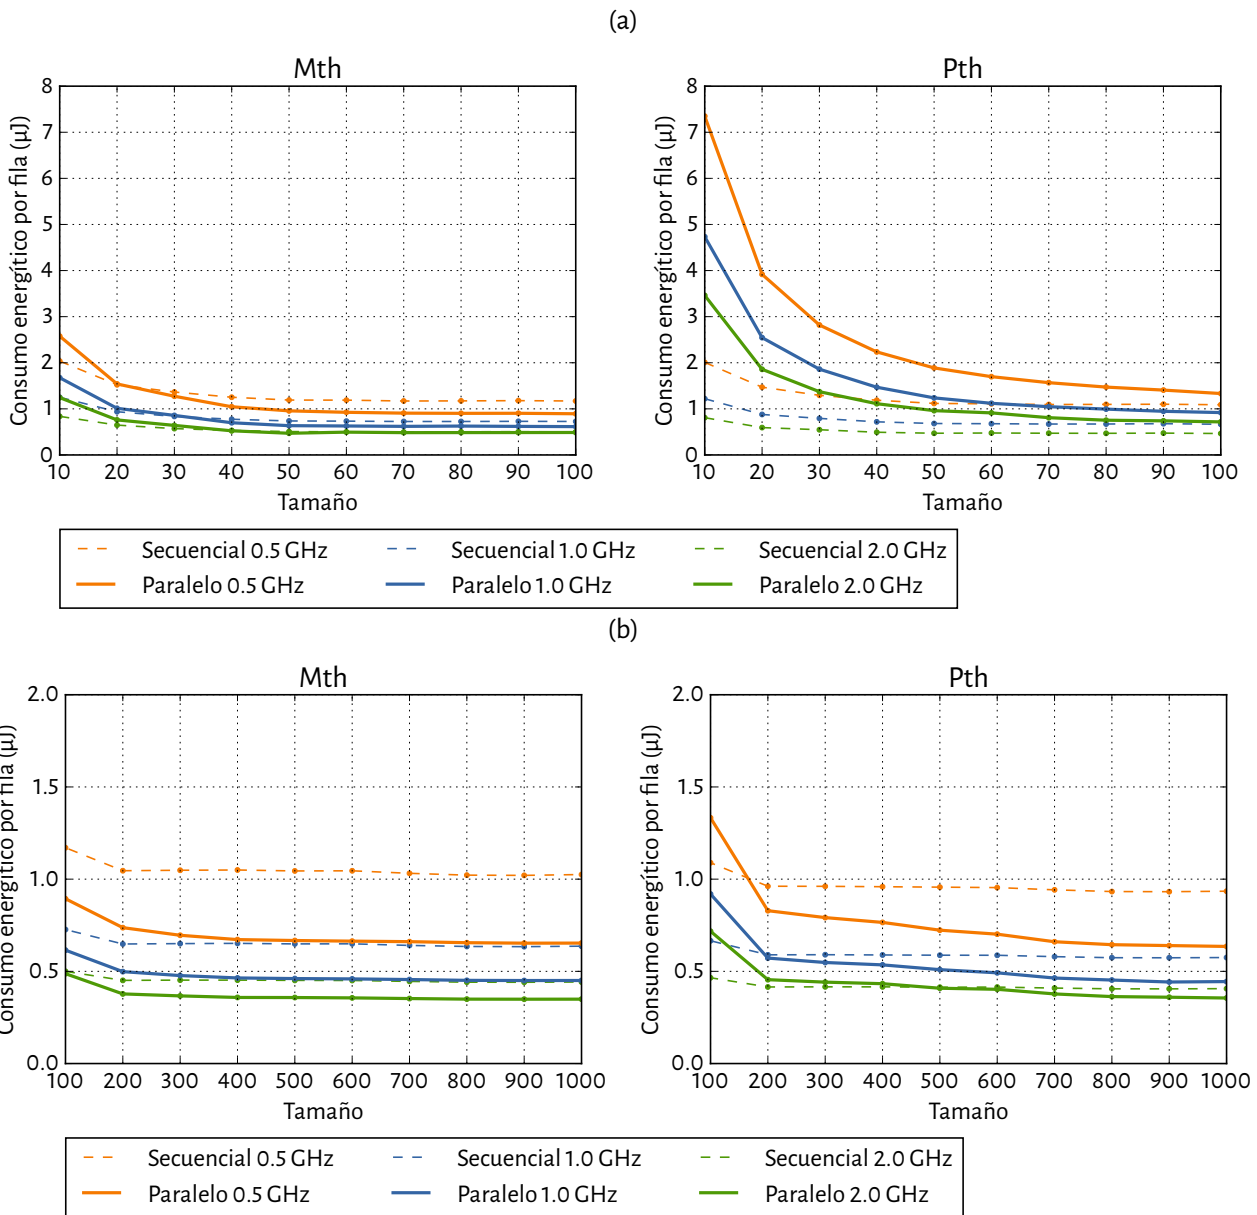 (a)
Mth
Pth
Consumo energítico por fila (µJ)
8
7
6
5
4
3
2
1
0
10 20 30 40 50 60 70 80 90 100
Tamaño
Consumo energítico por fila (µJ)
8
7
6
5
4
3
2
1
0
10 20 30 40 50 60 70 80 90 100
Tamaño
Secuencial 0.5 GHz Secuencial 1.0 GHz Secuencial 2.0 GHz
Paralelo 0.5 GHz Paralelo 1.0 GHz Paralelo 2.0 GHz
(b)
Mth
Pth
Consumo energítico por fila (µJ)
2.0
1.5
1.0
0.5
0.0
100 200 300 400 500 600 700 800 900 1000
Tamaño
Consumo energítico por fila (µJ)
2.0
1.5
1.0
0.5
0.0
100 200 300 400 500 600 700 800 900 1000
Tamaño
Secuencial 0.5 GHz Secuencial 1.0 GHz Secuencial 2.0 GHz
Paralelo 0.5 GHz Paralelo 1.0 GHz Paralelo 2.0 GHz